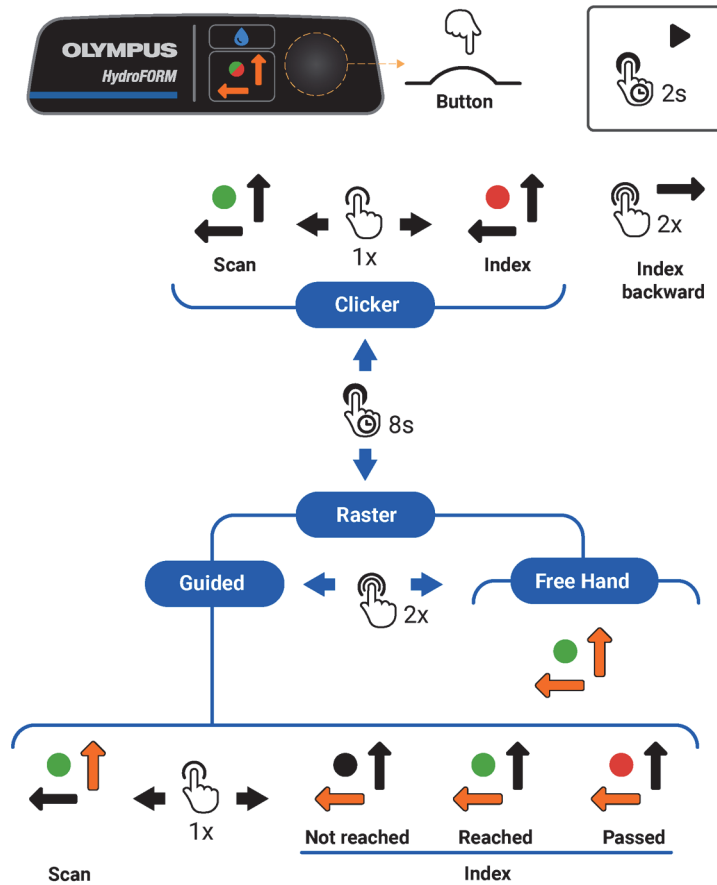 OLYMPUS
HydroFORM
Button
2s
1x
2x
Scan
Index
Index
backward
Clicker
8s
Raster
Guided
Free Hand
2x
1x
Not reached
Reached
Passed
Scan
Index